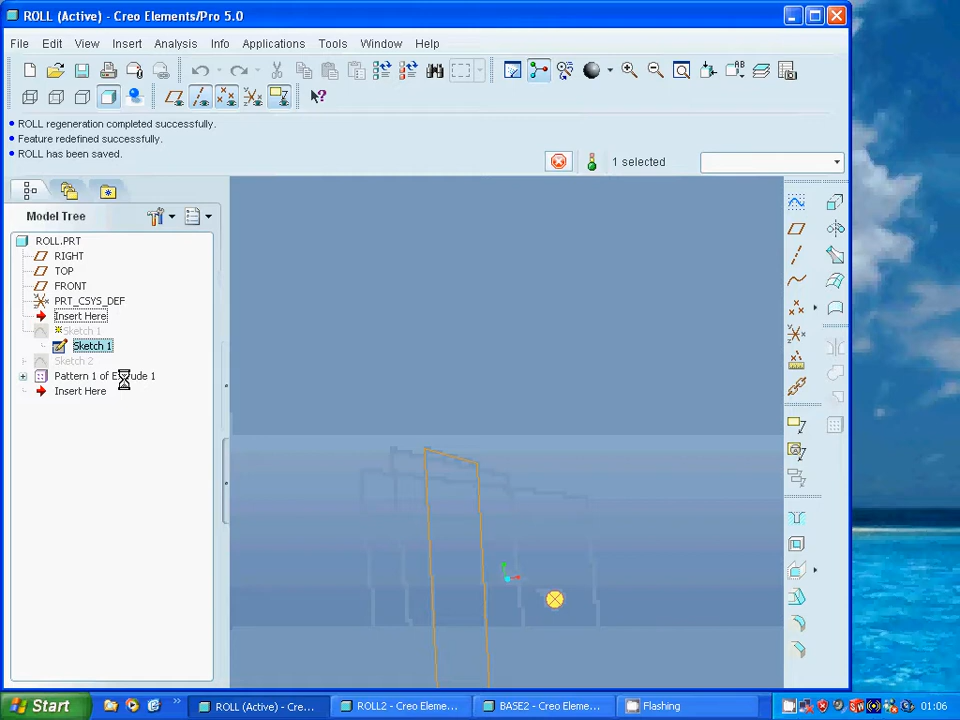 ROLL (Active) - Creo Elements/Pro 5.0
File Edit View Insert Analysis Info Applications Tools Window Help
ROLL regeneration completed successfully.
Feature redefined successfully.
ROLL has been saved.
1 selected
Model Tree
ROLL.PRT
RIGHT
TOP
FRONT
PRT_CSYS_DEF
Insert Here
Sketch 1
Sketch 1
Sketch 2
Pattern 1 of Extrude 1
Insert Here
Start
ROLL (Active) - Cre...
ROLL2 - Creo Eleme...
BASE2 - Creo Eleme...
Flashing
01:06